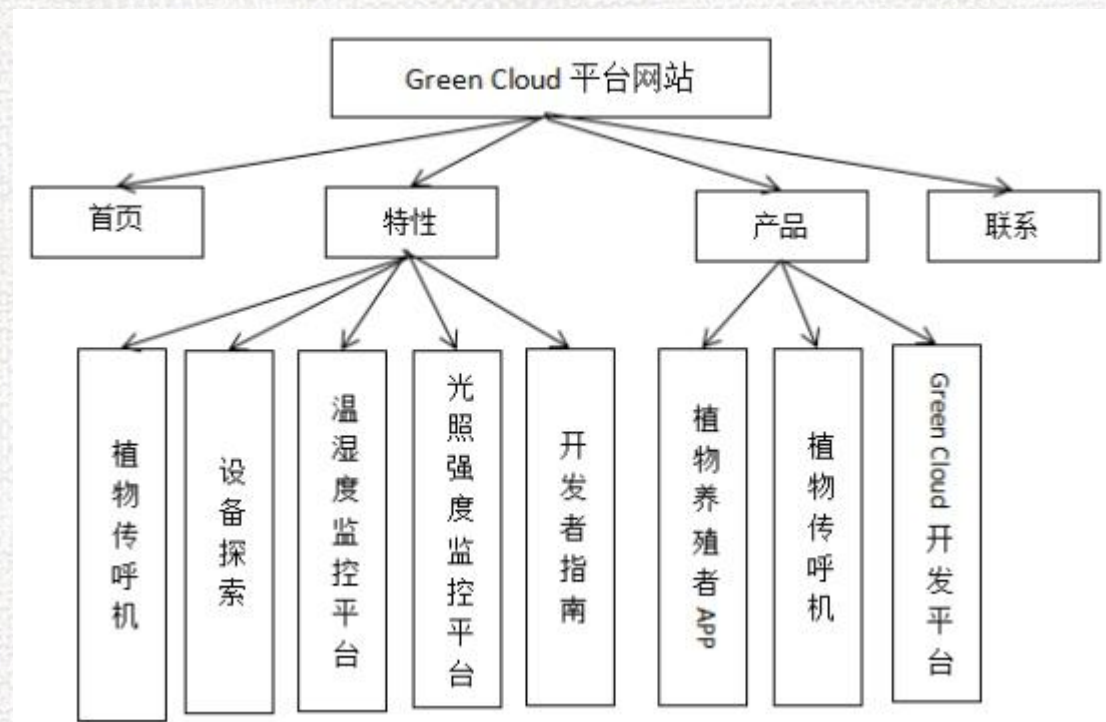 Green Cloud 平台网站
首页
特性
产品
联系
植物传呼机
设备探索
温湿度监控平台
光照强度监控平台
开发者指南
植物养殖者 APP
植物传呼机
Green Cloud 开发平台